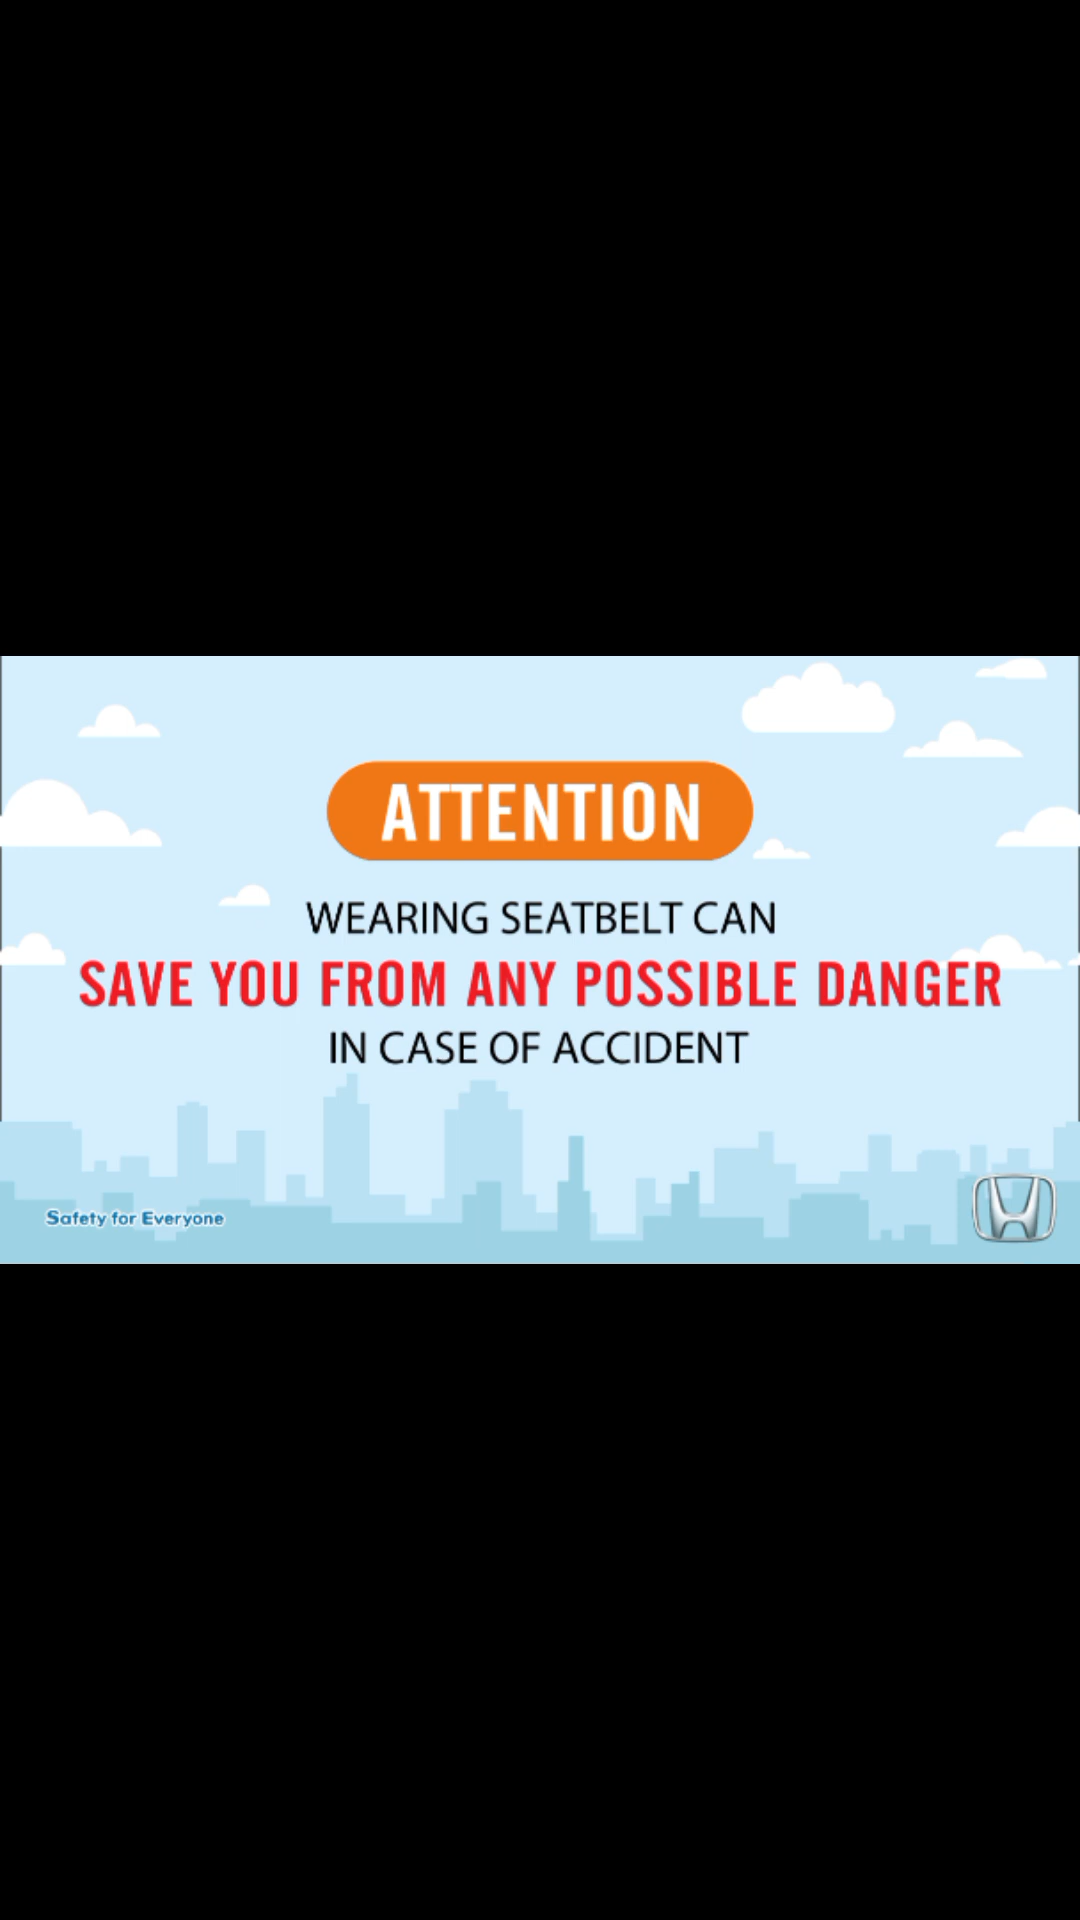 ATTENTION
WEARING SEATBELT CAN
SAVE YOU FROM ANY POSSIBLE DANGER
IN CASE OF ACCIDENT
Safety for Everyone